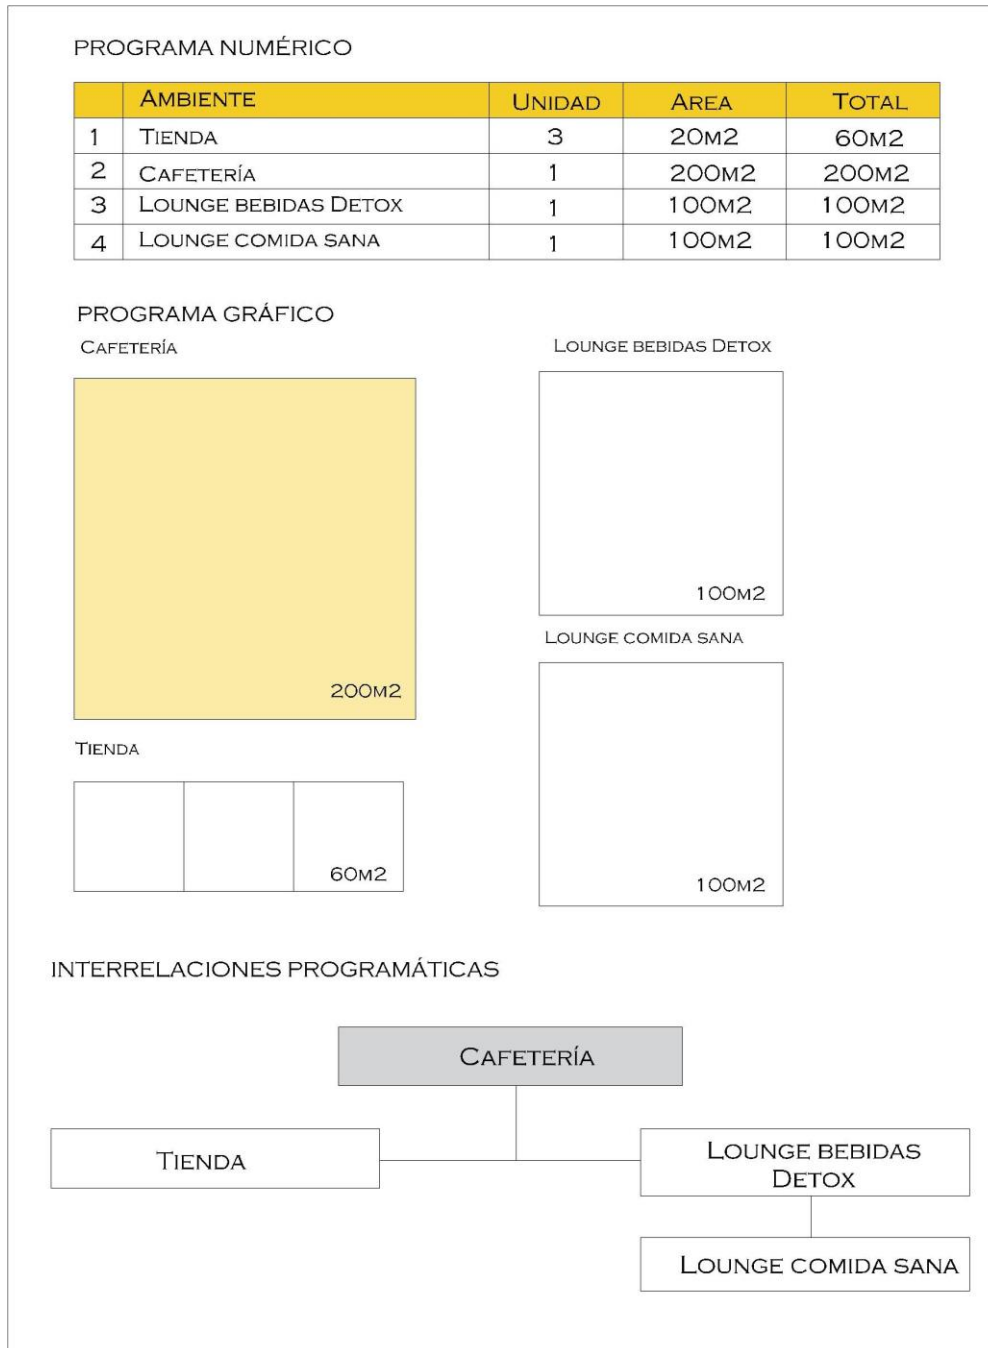 PROGRAMA NUMÉRICO
AMBIENTE UNIDAD AREA TOTAL
1 TIENDA 3 20M2 60M2
2 CAFETERÍA 1 200M2 200M2
3 LOUNGE BEBIDAS DETOX 1 100M2 100M2
4 LOUNGE COMIDA SANA 1 100M2 100M2
PROGRAMA GRÁFICO
CAFETERÍA
200M2
TIENDA
60M2
LOUNGE BEBIDAS DETOX
100M2
LOUNGE COMIDA SANA
100M2
INTERRELACIONES PROGRAMÁTICAS
CAFETERÍA
TIENDA
LOUNGE BEBIDAS
DETOX
LOUNGE COMIDA SANA